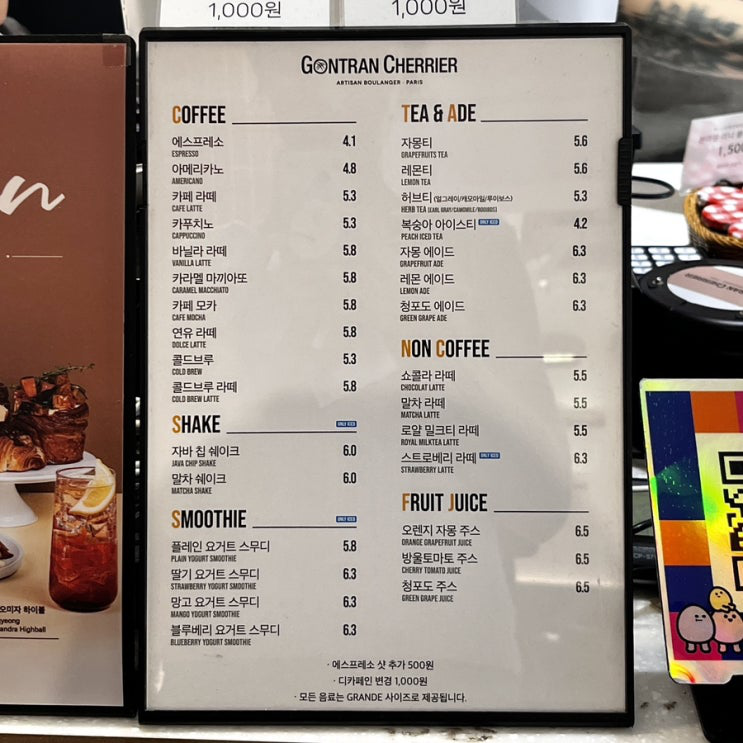 1,000원
1,000원
GONTRAN CHERRIER
ARTISAN BOULANGER · PARIS
COFFEE
에스프레소 4.1
ESPRESSO
아메리카노 4.8
AMERICANO
카페 라떼 5.3
CAFE LATTE
카푸치노 5.3
CAPPUCCINO
바닐라 라떼 5.8
VANILLA LATTE
카라멜 마끼아또 5.8
CARAMEL MACCHIATO
카페 모카 5.8
CAFE MOCHA
연유 라떼 5.8
DOLCE LATTE
콜드브루 5.3
COLD BREW
콜드브루 라떼 5.8
COLD BREW LATTE
SHAKE ONLY ICED
자바 칩 쉐이크 6.0
JAVA CHIP SHAKE
말차 쉐이크 6.0
MATCHA SHAKE
SMOOTHIE ONLY ICED
플레인 요거트 스무디 5.8
PLAIN YOGURT SMOOTHIE
딸기 요거트 스무디 6.3
STRAWBERRY YOGURT SMOOTHIE
망고 요거트 스무디 6.3
MANGO YOGURT SMOOTHIE
블루베리 요거트 스무디 6.3
BLUEBERRY YOGURT SMOOTHIE
TEA & ADE
자몽티 5.6
GRAPEFRUITS TEA
레몬티 5.6
LEMON TEA
허브티 (얼그레이/캐모마일/루이보스) 5.3
HERB TEA (EARL GRAY/CAMOMILE/ROOIBOS)
복숭아 아이스티 ONLY ICED 4.2
PEACH ICED TEA
자몽 에이드 6.3
GRAPEFRUIT ADE
레몬 에이드 6.3
LEMON ADE
청포도 에이드 6.3
GREEN GRAPE ADE
NON COFFEE
쇼콜라 라떼 5.5
CHOCOLAT LATTE
말차 라떼 5.5
MATCHA LATTE
로얄 밀크티 라떼 5.5
ROYAL MILKTEA LATTE
스트로베리 라떼 ONLY ICED 6.3
STRAWBERRY LATTE
FRUIT JUICE
오렌지 자몽 주스 6.5
ORANGE GRAPEFRUIT JUICE
방울토마토 주스 6.5
CHERRY TOMATO JUICE
청포도 주스 6.5
GREEN GRAPE JUICE
· 에스프레소 샷 추가 500원
· 디카페인 변경 1,000원
· 모든 음료는 GRANDE 사이즈로 제공됩니다.
오미자 하이볼
yeong
andra Highball
1,50